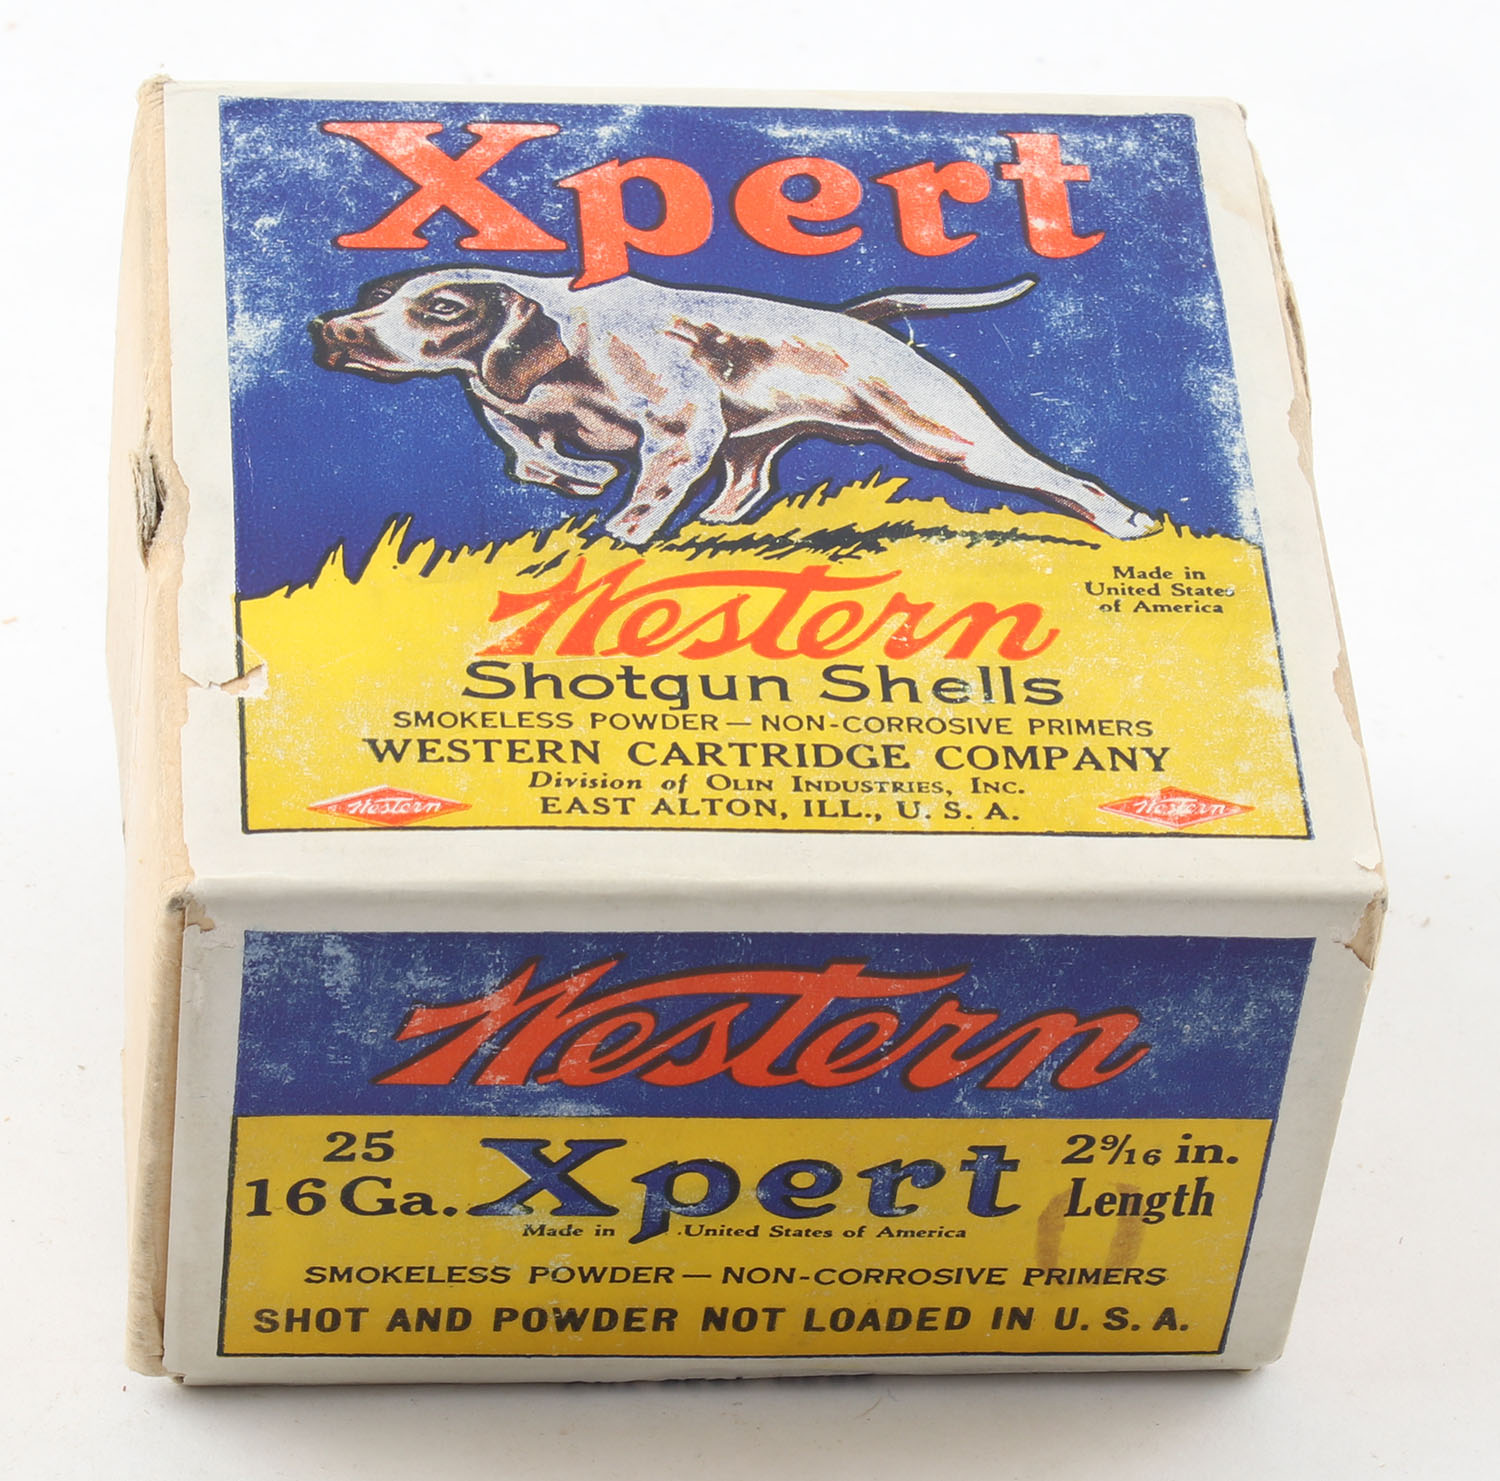 Xpert
Made in
United States
of America
Western
Shotgun Shells
SMOKELESS POWDER — NON-CORROSIVE PRIMERS
WESTERN CARTRIDGE COMPANY
Division of OLIN INDUSTRIES, INC.
EAST ALTON, ILL., U. S. A.
Western
Western
Western
25
16 Ga.
Xpert
2 9/16 in.
Length
Made in United States of America
SMOKELESS POWDER — NON-CORROSIVE PRIMERS
SHOT AND POWDER NOT LOADED IN U. S. A.